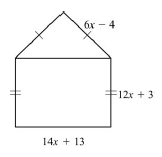 6x − 4
12x + 3
14x + 13